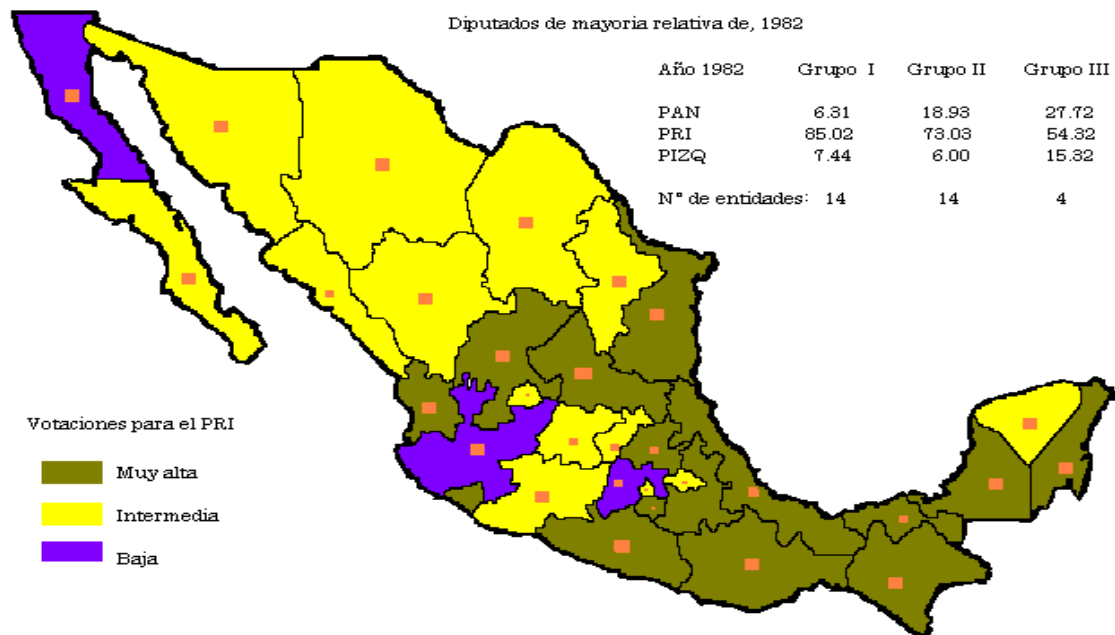 Diputados de mayoria relativa de, 1982
Año 1982 Grupo I Grupo II Grupo III
PAN 6.31 18.93 27.72
PRI 85.02 73.03 54.32
PIZQ 7.44 6.00 15.32
N° de entidades: 14 14 4
Votaciones para el PRI
Muy alta
Intermedia
Baja